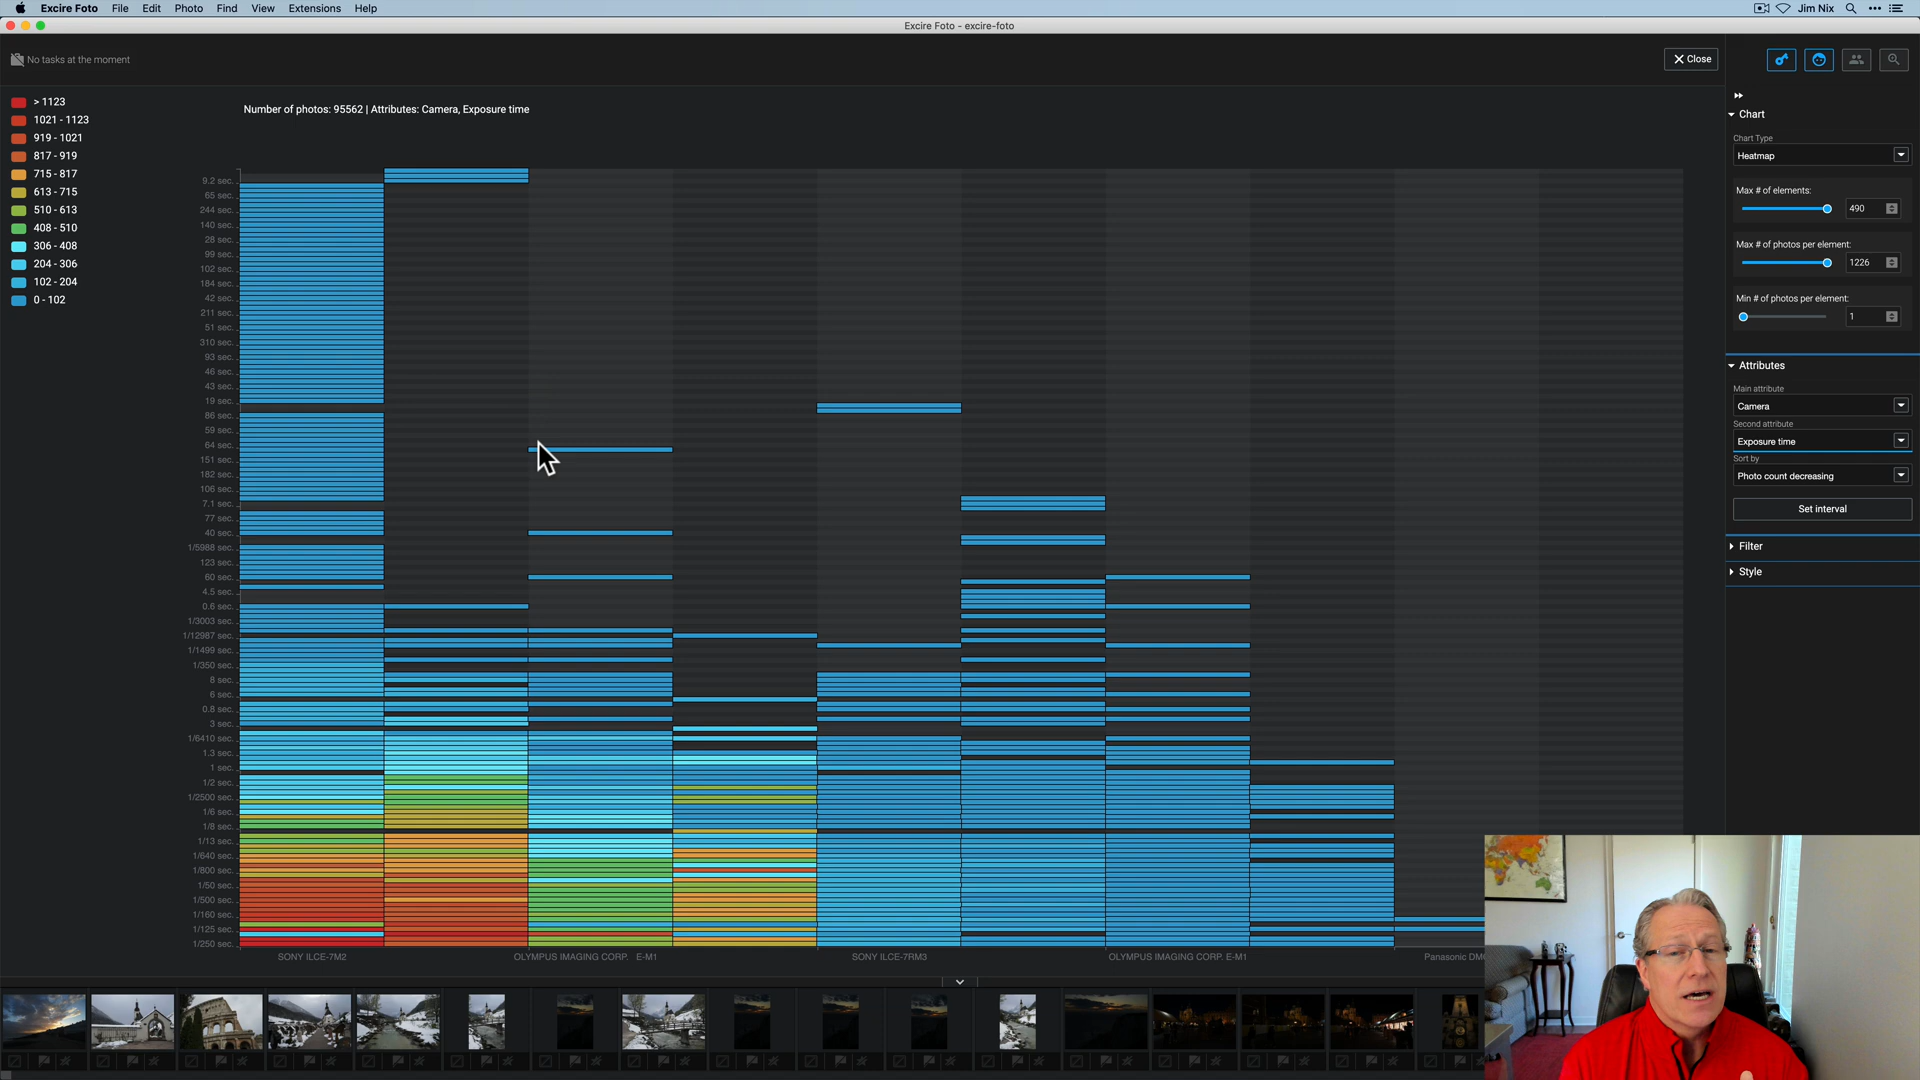 Excire Foto File Edit Photo Find View Extensions Help Jim Nix
Excire Foto - excire-foto
No tasks at the moment
Close
> 1123
1021 - 1123
919 - 1021
817 - 919
715 - 817
613 - 715
510 - 613
408 - 510
306 - 408
204 - 306
102 - 204
0 - 102
Number of photos: 95562 | Attributes: Camera, Exposure time
9.2 sec.
65 sec.
244 sec.
140 sec.
28 sec.
99 sec.
102 sec.
184 sec.
42 sec.
211 sec.
51 sec.
310 sec.
93 sec.
46 sec.
43 sec.
19 sec.
86 sec.
59 sec.
64 sec.
151 sec.
182 sec.
106 sec.
7.1 sec.
77 sec.
40 sec.
1/5988 sec.
123 sec.
60 sec.
4.5 sec.
0.6 sec.
1/3003 sec.
1/12987 sec.
1/1499 sec.
1/350 sec.
8 sec.
6 sec.
0.8 sec.
3 sec.
1/6410 sec.
1.3 sec.
1 sec.
1/2 sec.
1/2500 sec.
1/6 sec.
1/8 sec.
1/13 sec.
1/640 sec.
1/800 sec.
1/50 sec.
1/500 sec.
1/160 sec.
1/125 sec.
1/250 sec.
SONY ILCE-7M2
OLYMPUS IMAGING CORP. E-M1
SONY ILCE-7RM3
OLYMPUS IMAGING CORP. E-M1
Panasonic
Chart
Chart Type
Heatmap
Max # of elements:
490
Max # of photos per element:
1226
Min # of photos per element:
1
Attributes
Main attribute
Camera
Second attribute
Exposure time
Sort by
Photo count decreasing
Set interval
Filter
Style